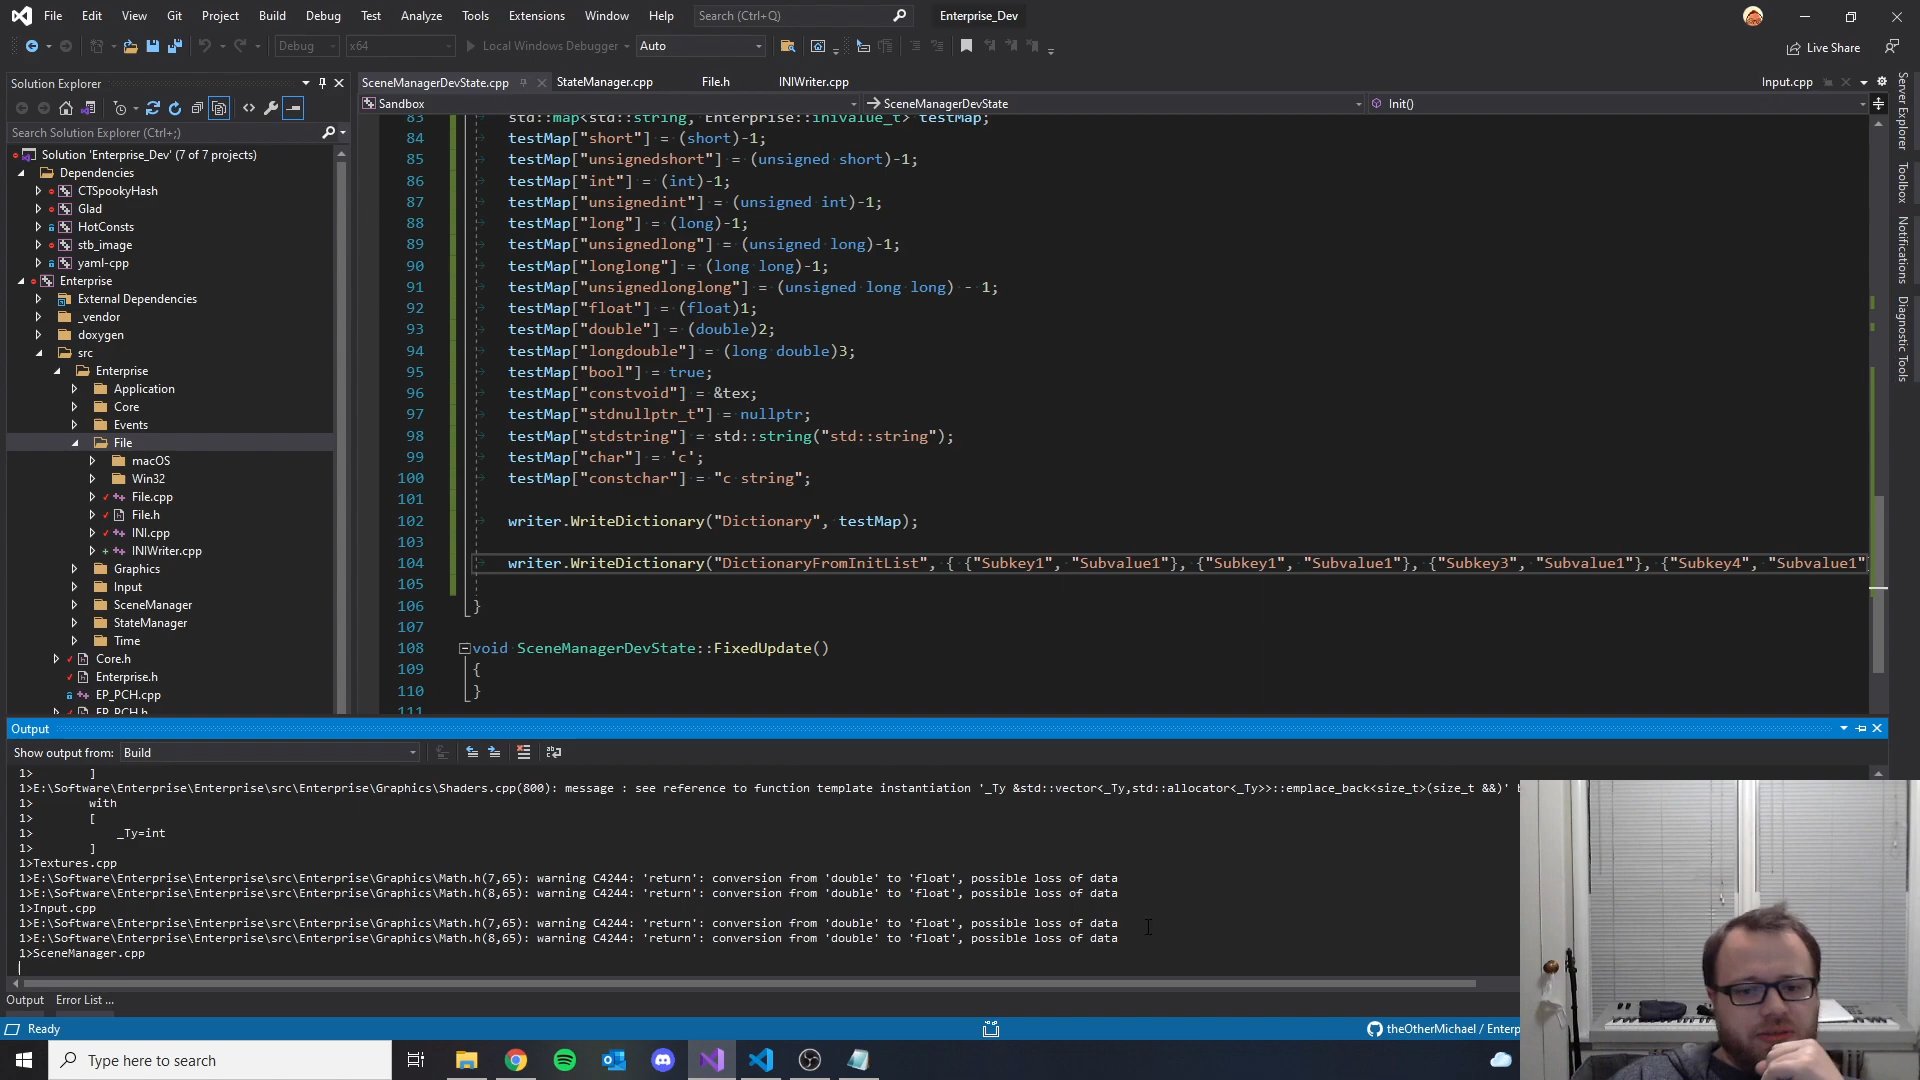 File Edit View Git Project Build Debug Test Analyze Tools Extensions Window Help Search (Ctrl+Q) Enterprise_Dev
Debug x64 Local Windows Debugger Auto Live Share
Solution Explorer
Search Solution Explorer (Ctrl+;)
Solution 'Enterprise_Dev' (7 of 7 projects)
Dependencies
CTSpookyHash
Glad
HotConsts
stb_image
yaml-cpp
Enterprise
External Dependencies
_vendor
doxygen
src
Enterprise
Application
Core
Events
File
macOS
Win32
File.cpp
File.h
INI.cpp
INIWriter.cpp
Graphics
Input
SceneManager
StateManager
Time
Core.h
Enterprise.h
EP_PCH.cpp
EP_PCH.h
SceneManagerDevState.cpp StateManager.cpp File.h INIWriter.cpp Input.cpp
Sandbox SceneManagerDevState Init()
83 std::map<std::string, Enterprise::inivalue_t> testMap;
84 testMap["short"] = (short)-1;
85 testMap["unsignedshort"] = (unsigned short)-1;
86 testMap["int"] = (int)-1;
87 testMap["unsignedint"] = (unsigned int)-1;
88 testMap["long"] = (long)-1;
89 testMap["unsignedlong"] = (unsigned long)-1;
90 testMap["longlong"] = (long long)-1;
91 testMap["unsignedlonglong"] = (unsigned long long) - 1;
92 testMap["float"] = (float)1;
93 testMap["double"] = (double)2;
94 testMap["longdouble"] = (long double)3;
95 testMap["bool"] = true;
96 testMap["constvoid"] = &tex;
97 testMap["stdnullptr_t"] = nullptr;
98 testMap["stdstring"] = std::string("std::string");
99 testMap["char"] = 'c';
100 testMap["constchar"] = "c string";
101
102 writer.WriteDictionary("Dictionary", testMap);
103
104 writer.WriteDictionary("DictionaryFromInitList", { {"Subkey1", "Subvalue1"}, {"Subkey1", "Subvalue1"}, {"Subkey3", "Subvalue1"}, {"Subkey4", "Subvalue1"
105
106 }
107
108 void SceneManagerDevState::FixedUpdate()
109 {
110 }
111
Server Explorer
Toolbox
Notifications
Diagnostic Tools
Output
Show output from: Build
1> ]
1>E:\Software\Enterprise\Enterprise\src\Enterprise\Graphics\Shaders.cpp(800): message : see reference to function template instantiation '_Ty &std::vector<_Ty,std::allocator<_Ty>>::emplace_back<size_t>(size_t &&)' b
1> with
1> [
1> _Ty=int
1> ]
1>Textures.cpp
1>E:\Software\Enterprise\Enterprise\src\Enterprise\Graphics\Math.h(7,65): warning C4244: 'return': conversion from 'double' to 'float', possible loss of data
1>E:\Software\Enterprise\Enterprise\src\Enterprise\Graphics\Math.h(8,65): warning C4244: 'return': conversion from 'double' to 'float', possible loss of data
1>Input.cpp
1>E:\Software\Enterprise\Enterprise\src\Enterprise\Graphics\Math.h(7,65): warning C4244: 'return': conversion from 'double' to 'float', possible loss of data
1>E:\Software\Enterprise\Enterprise\src\Enterprise\Graphics\Math.h(8,65): warning C4244: 'return': conversion from 'double' to 'float', possible loss of data
1>SceneManager.cpp
Output Error List ...
Ready theOtherMichael / Enterp
Type here to search